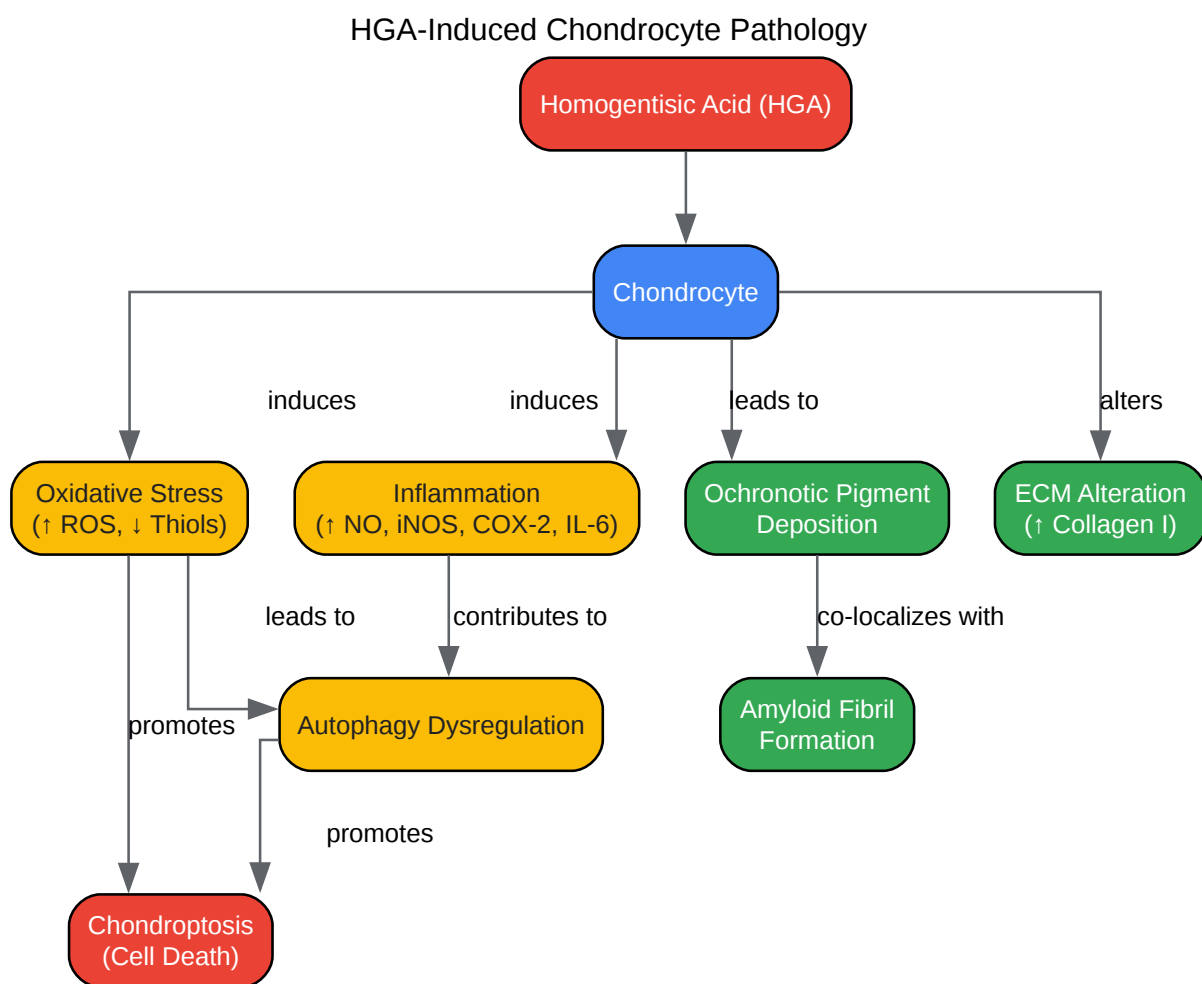 HGA-Induced Chondrocyte Pathology
Homogentisic Acid (HGA)
Chondrocyte
induces
induces
leads to
alters
Oxidative Stress
(↑ ROS, ↓ Thiols)
Inflammation
(↑ NO, iNOS, COX-2, IL-6)
Ochronotic Pigment
Deposition
ECM Alteration
(↑ Collagen I)
leads to
contributes to
co-localizes with
promotes
Autophagy Dysregulation
Amyloid Fibril
Formation
promotes
Chondroptosis
(Cell Death)